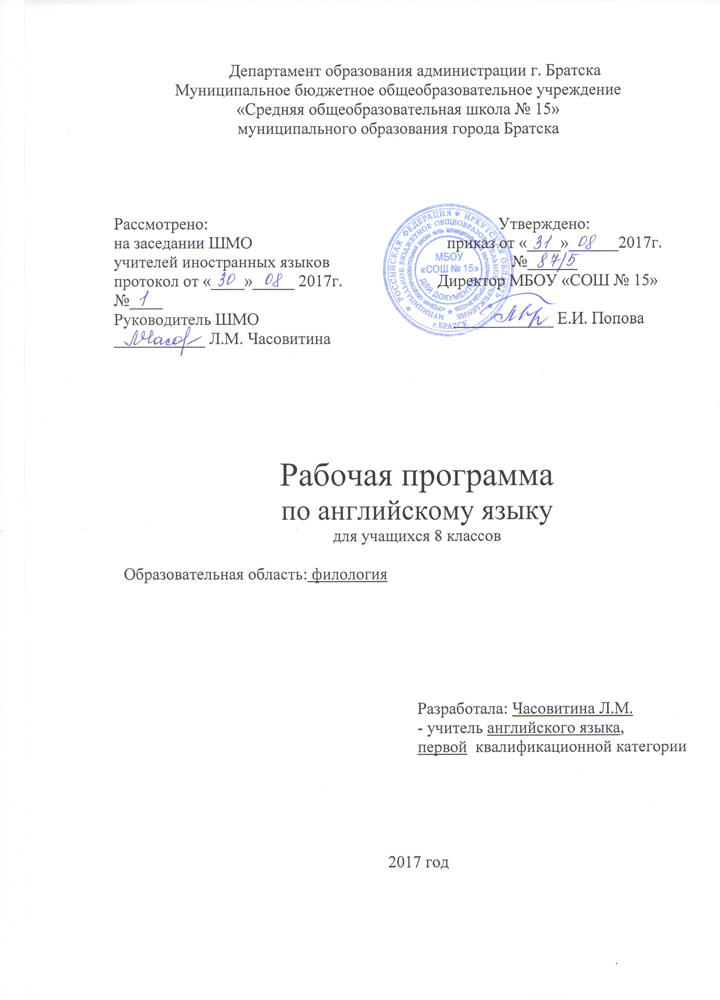 Департамент образования администрации г. Братска
Муниципальное бюджетное общеобразовательное учреждение
«Средняя общеобразовательная школа № 15»
муниципального образования города Братска
Рассмотрено:
на заседании ШМО
учителей иностранных языков
протокол от «30» 08 2017г.
№ 1
Руководитель ШМО
Л.М. Часовитина
Утверждено:
приказ от «31» 08 2017г.
№ 87/5
Директор МБОУ «СОШ № 15»
Е.И. Попова
РОССИЙСКАЯ ФЕДЕРАЦИЯ * ИРКУТСКАЯ ОБЛАСТЬ *
г.БРАТСК
МУНИЦИПАЛЬНОЕ БЮДЖЕТНОЕ ОБЩЕОБРАЗОВАТЕЛЬНОЕ УЧРЕЖДЕНИЕ
«СРЕДНЯЯ ОБЩЕОБРАЗОВАТЕЛЬНАЯ ШКОЛА №15» МУНИЦИПАЛЬНОГО ОБРАЗОВАНИЯ ГОРОДА БРАТСКА *
МБОУ
«СОШ № 15»
ДЛЯ ДОКУМЕНТОВ
Рабочая программа
по английскому языку
для учащихся 8 классов
Образовательная область: филология
Разработала: Часовитина Л.М.
- учитель английского языка,
первой квалификационной категории
2017 год